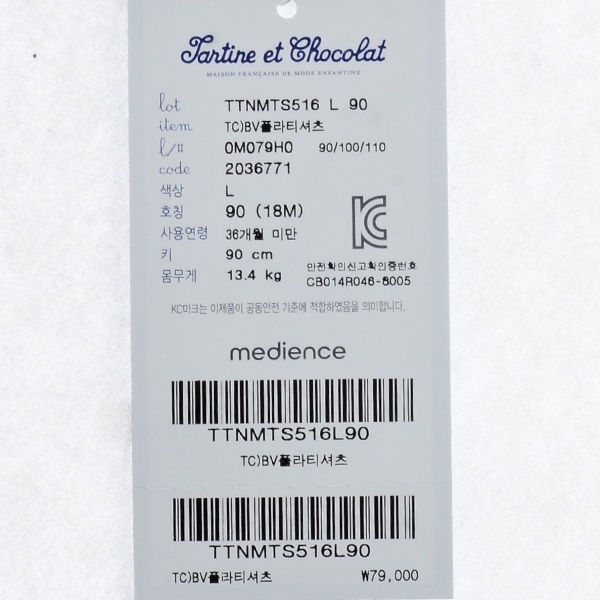 Tartine et Chocolat
MAISON FRANÇAISE DE MODE ENFANTINE
lot TTNMTS516 L 90
item TC)BV폴라티셔츠
l/# 0M079H0 90/100/110
code 2036771
색상 L
호칭 90 (18M)
사용연령 36개월 미만
키 90 cm
몸무게 13.4 kg
안전확인신고확인증번호
CB014R046-8005
KC
KC마크는 이제품이 공통안전 기준에 적합하였음을 의미합니다.
medience
TTNMTS516L90
TC)BV폴라티셔츠
TTNMTS516L90
TC)BV폴라티셔츠 ₩79,000